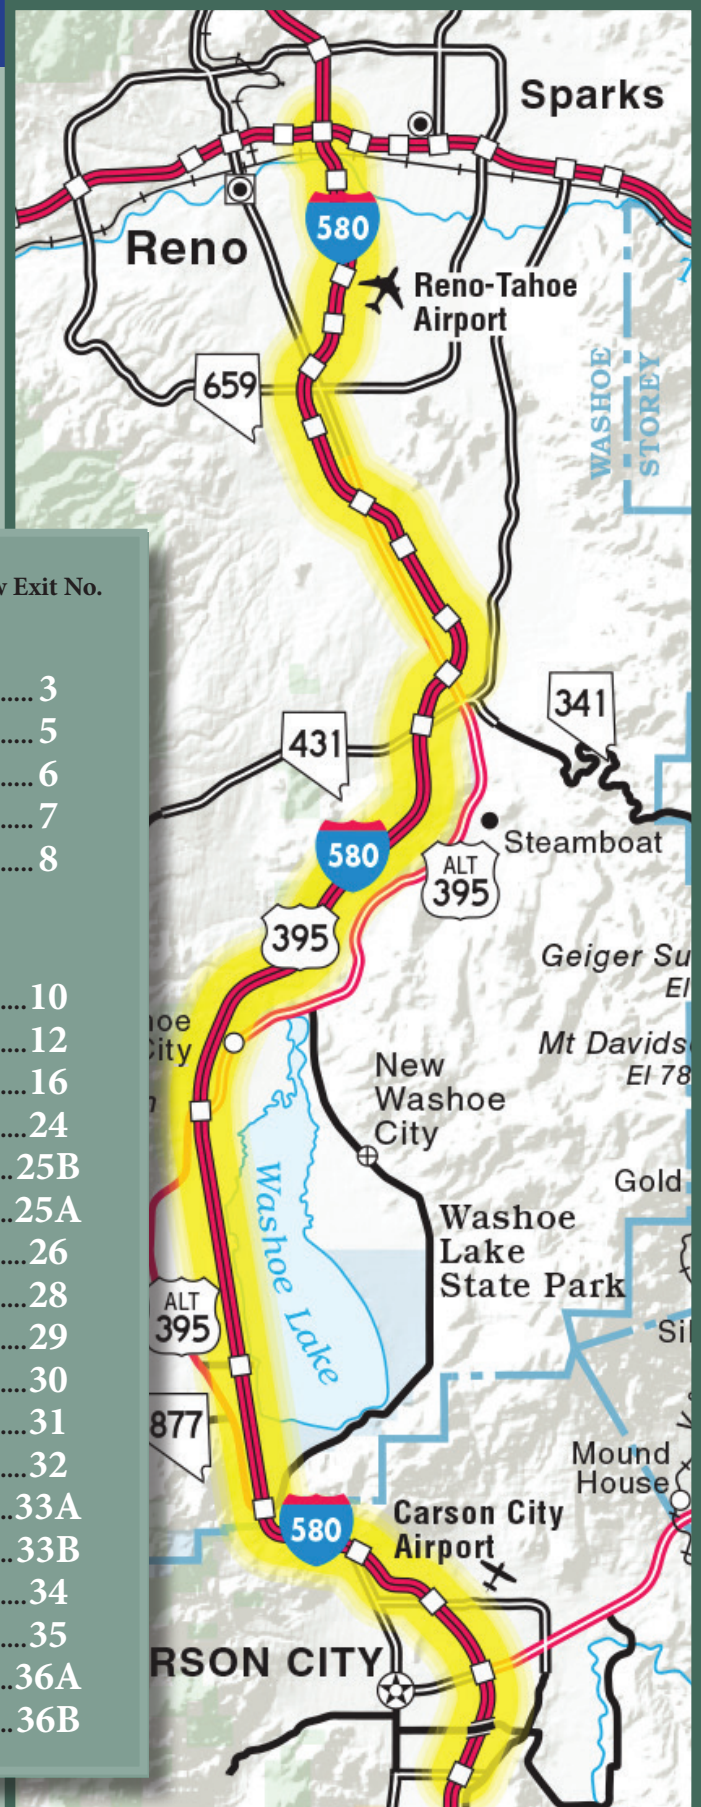 Sparks
580
Reno
Reno-Tahoe
Airport
WASHOE
STOREY
659
Exit No.
3
5
6
7
8
10
12
16
24
25B
25A
26
28
29
30
31
32
33A
33B
34
35
36A
36B
341
431
580
Steamboat
ALT
395
395
Geiger
El
City
Mt
El 78
New
Washoe
City
Gold
Washoe Lake
Washoe
Lake
State Park
ALT
395
877
Mound
House
580
Carson City
Airport
RSON CITY